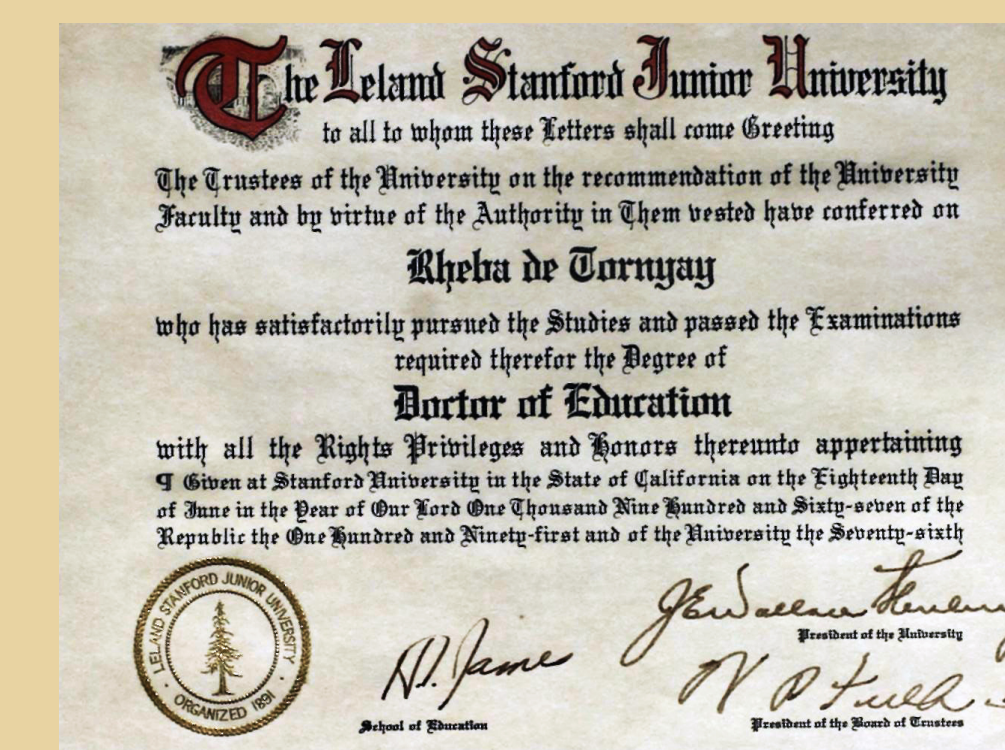 The Leland Stanford Junior University
to all to whom these Letters shall come Greeting
The Trustees of the University on the recommendation of the University
Faculty and by virtue of the Authority in Them vested have conferred on
Rheba de Tornyay
who has satisfactorily pursued the Studies and passed the Examinations
required therefor the Degree of
Doctor of Education
with all the Rights Privileges and Honors thereunto appertaining
¶ Given at Stanford University in the State of California on the Eighteenth Day
of June in the Year of Our Lord One Thousand Nine Hundred and Sixty-seven of the
Republic the One Hundred and Ninety-first and of the University the Seventy-sixth
LELAND STANFORD JUNIOR UNIVERSITY
ORGANIZED 1891
James
School of Education
J E Wallace
President of the University
President of the Board of Trustees